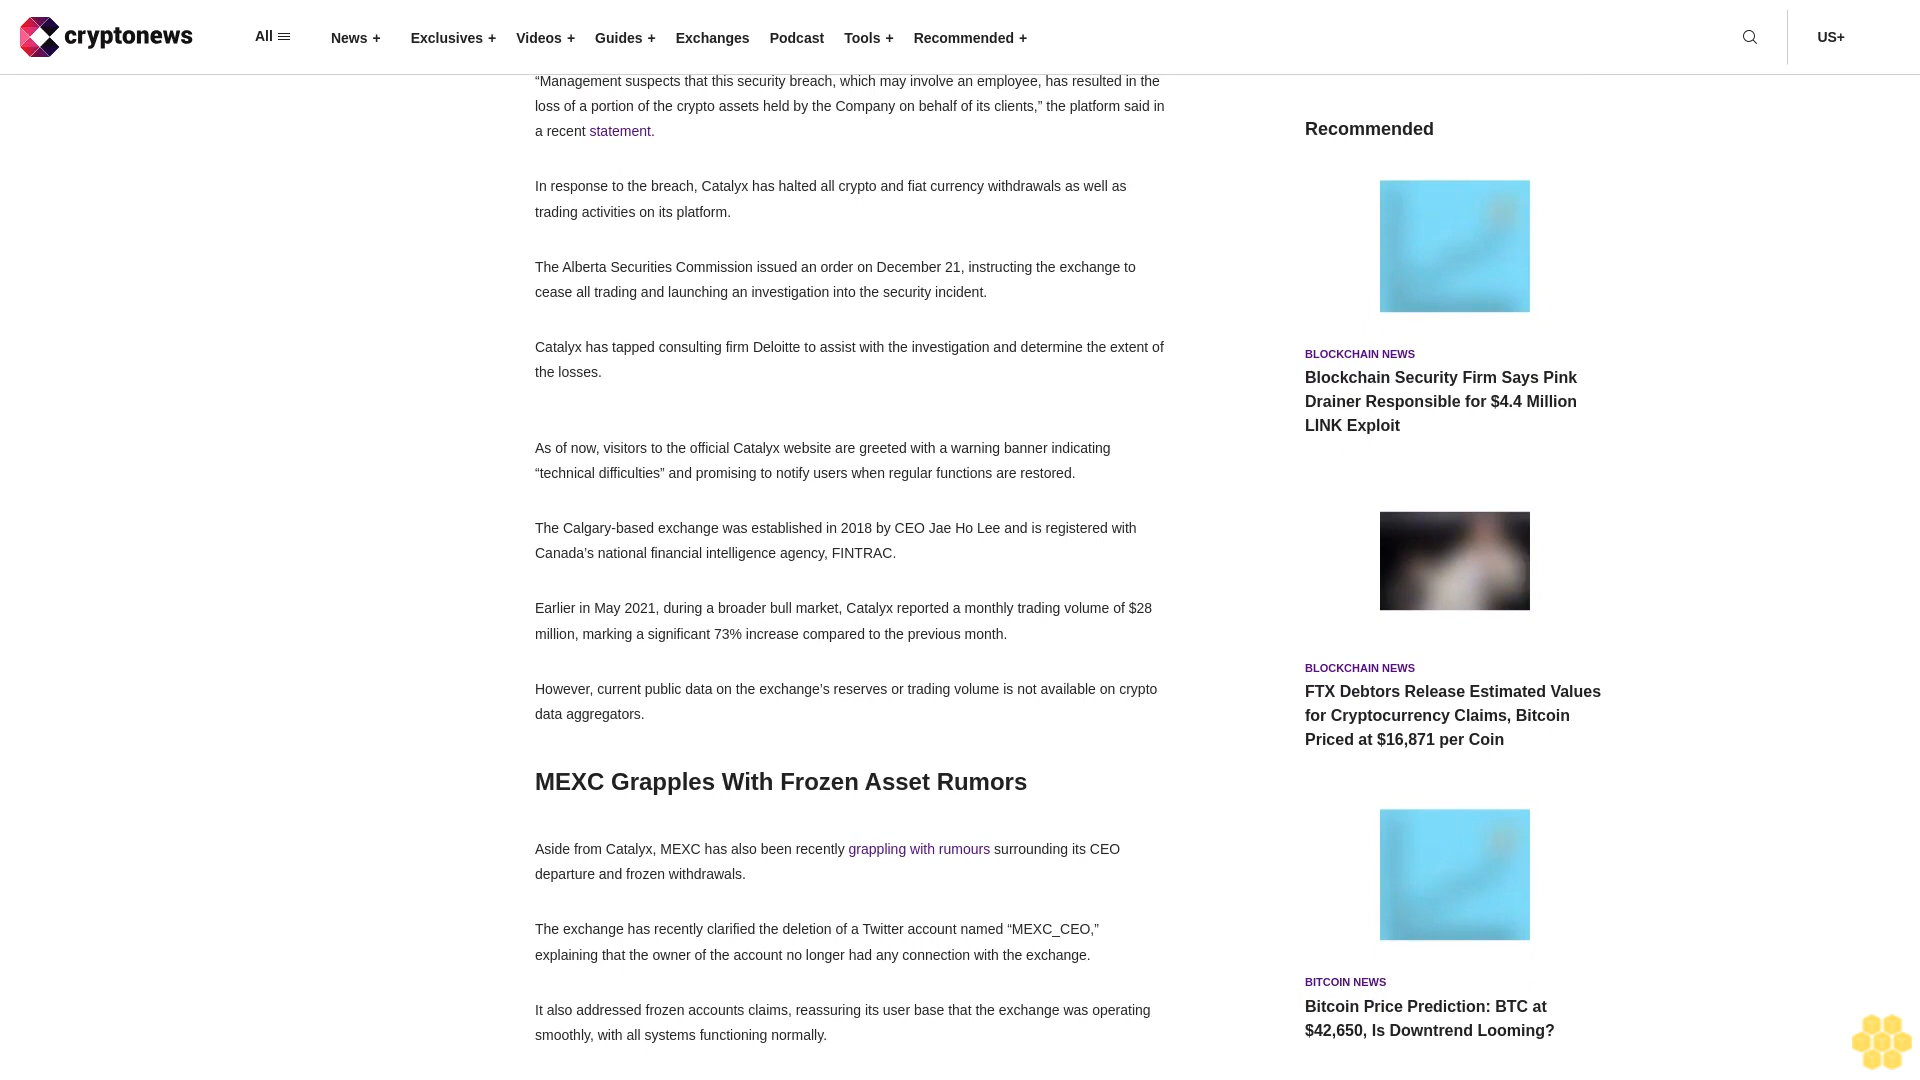 cryptonews
All
News +
Exclusives +
Videos +
Guides +
Exchanges
Podcast
Tools +
Recommended +
US+
“Management suspects that this security breach, which may involve an employee, has resulted in the
loss of a portion of the crypto assets held by the Company on behalf of its clients,” the platform said in
a recent statement.
In response to the breach, Catalyx has halted all crypto and fiat currency withdrawals as well as
trading activities on its platform.
The Alberta Securities Commission issued an order on December 21, instructing the exchange to
cease all trading and launching an investigation into the security incident.
Catalyx has tapped consulting firm Deloitte to assist with the investigation and determine the extent of
the losses.
As of now, visitors to the official Catalyx website are greeted with a warning banner indicating
“technical difficulties” and promising to notify users when regular functions are restored.
The Calgary-based exchange was established in 2018 by CEO Jae Ho Lee and is registered with
Canada’s national financial intelligence agency, FINTRAC.
Earlier in May 2021, during a broader bull market, Catalyx reported a monthly trading volume of $28
million, marking a significant 73% increase compared to the previous month.
However, current public data on the exchange’s reserves or trading volume is not available on crypto
data aggregators.
MEXC Grapples With Frozen Asset Rumors
Aside from Catalyx, MEXC has also been recently grappling with rumours surrounding its CEO
departure and frozen withdrawals.
The exchange has recently clarified the deletion of a Twitter account named “MEXC_CEO,”
explaining that the owner of the account no longer had any connection with the exchange.
It also addressed frozen accounts claims, reassuring its user base that the exchange was operating
smoothly, with all systems functioning normally.
Recommended
BLOCKCHAIN NEWS
Blockchain Security Firm Says Pink
Drainer Responsible for $4.4 Million
LINK Exploit
BLOCKCHAIN NEWS
FTX Debtors Release Estimated Values
for Cryptocurrency Claims, Bitcoin
Priced at $16,871 per Coin
BITCOIN NEWS
Bitcoin Price Prediction: BTC at
$42,650, Is Downtrend Looming?